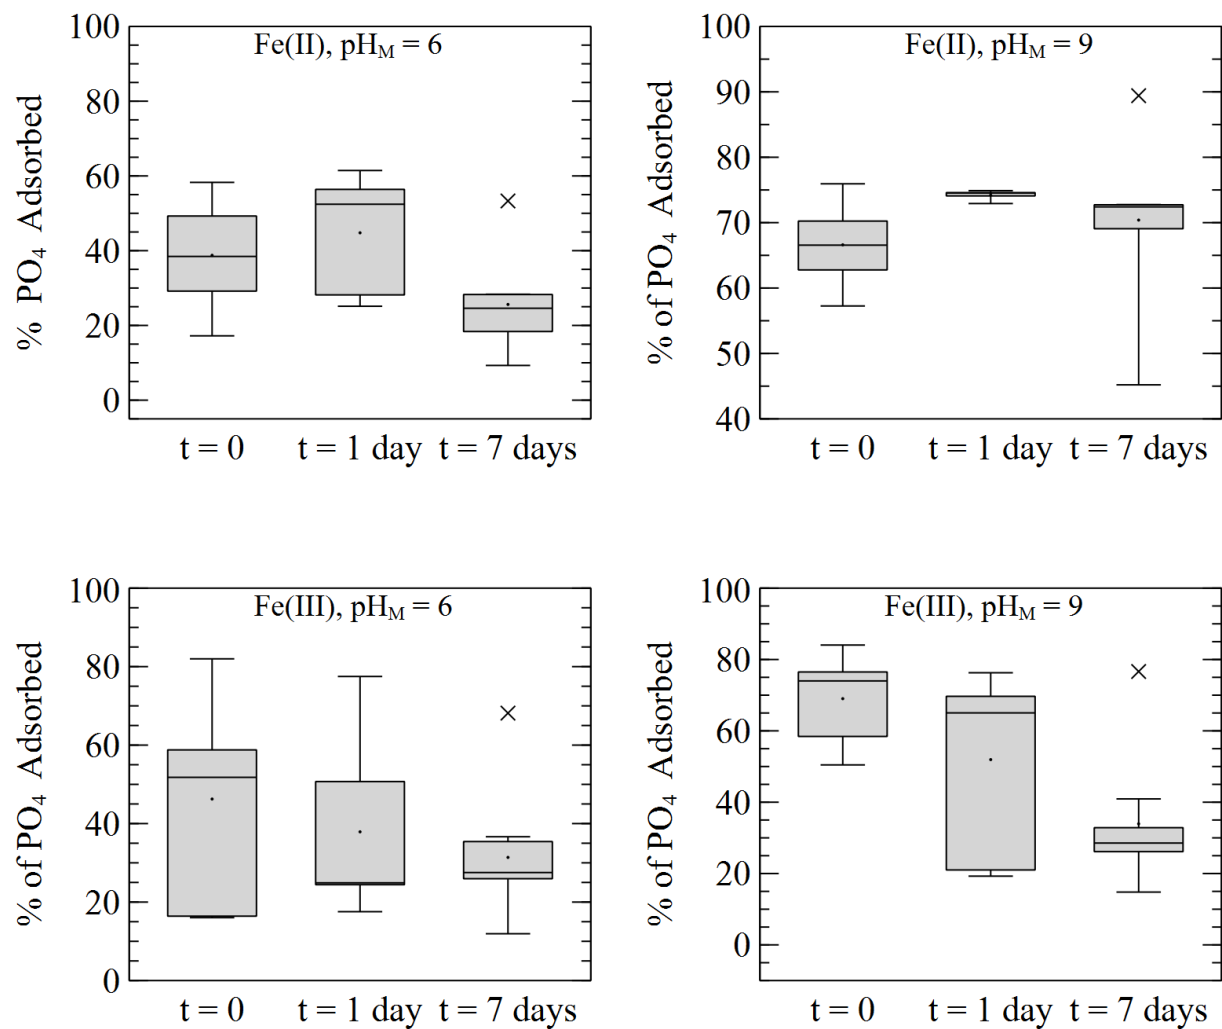 Fe(II), pHM = 6
% PO4 Adsorbed
100
80
60
40
20
0
t = 0 t = 1 day t = 7 days
Fe(II), pHM = 9
% of PO4 Adsorbed
100
90
80
70
60
50
40
t = 0 t = 1 day t = 7 days
Fe(III), pHM = 6
% of PO4 Adsorbed
100
80
60
40
20
0
t = 0 t = 1 day t = 7 days
Fe(III), pHM = 9
% of PO4 Adsorbed
100
80
60
40
20
0
t = 0 t = 1 day t = 7 days